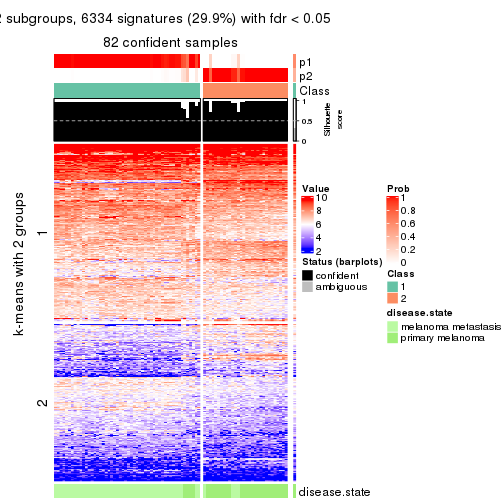 2 subgroups, 6334 signatures (29.9%) with fdr < 0.05
82 confident samples
p1
p2
Class
1
0.5
0
Silhouette
score
k-means with 2 groups
1
2
Value
10
8
6
4
2
Status (barplots)
confident
ambiguous
Prob
1
0.8
0.6
0.4
0.2
0
Class
1
2
disease.state
melanoma metastasis
primary melanoma
disease.state